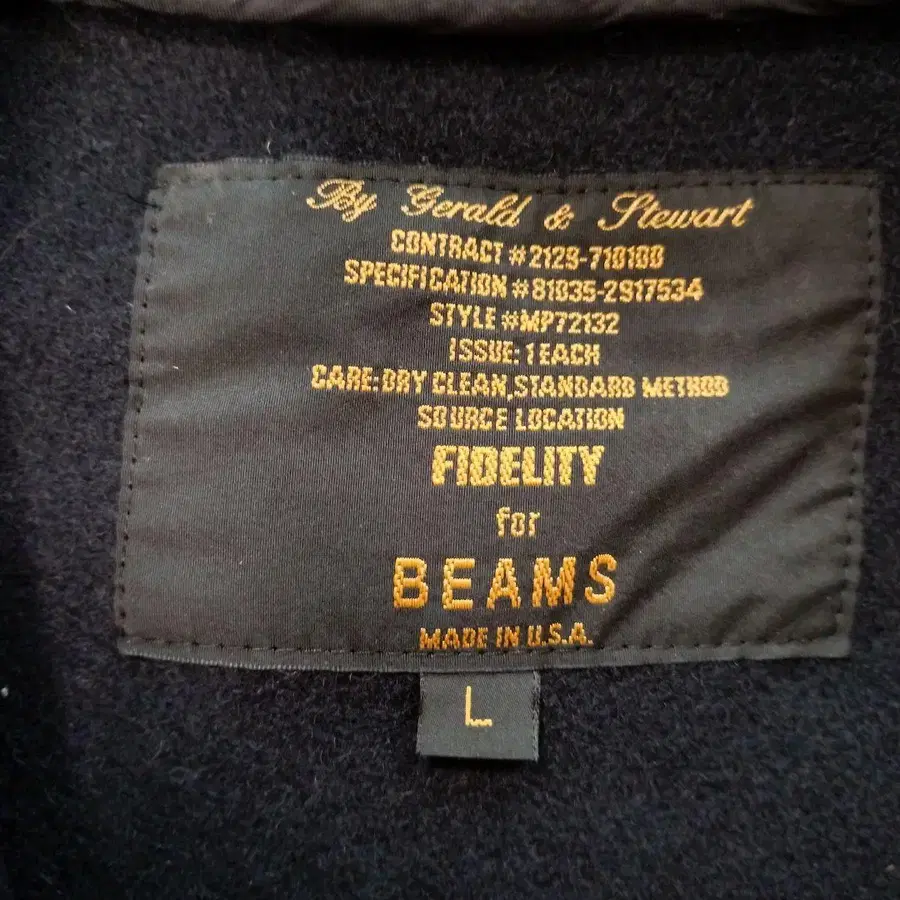 By Gerald & Stewart
CONTRACT #2129-710100
SPECIFICATION #81035-2917534
STYLE #MP72132
ISSUE: 1 EACH
CARE: DRY CLEAN, STANDARD METHOD
SOURCE LOCATION
FIDELITY
for
BEAMS
MADE IN U.S.A.
L